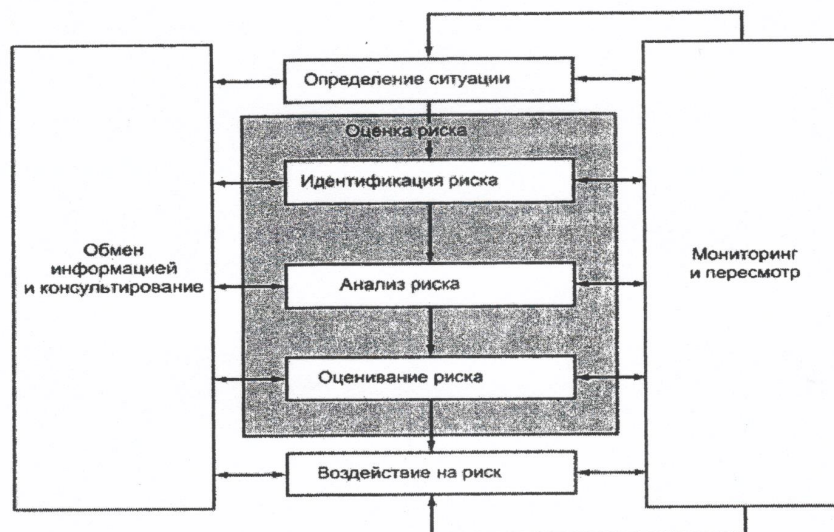 Определение ситуации
Оценка риска
Идентификация риска
Обмен
информацией
и консультирование
Мониторинг
и пересмотр
Анализ риска
Оценивание риска
Воздействие на риск